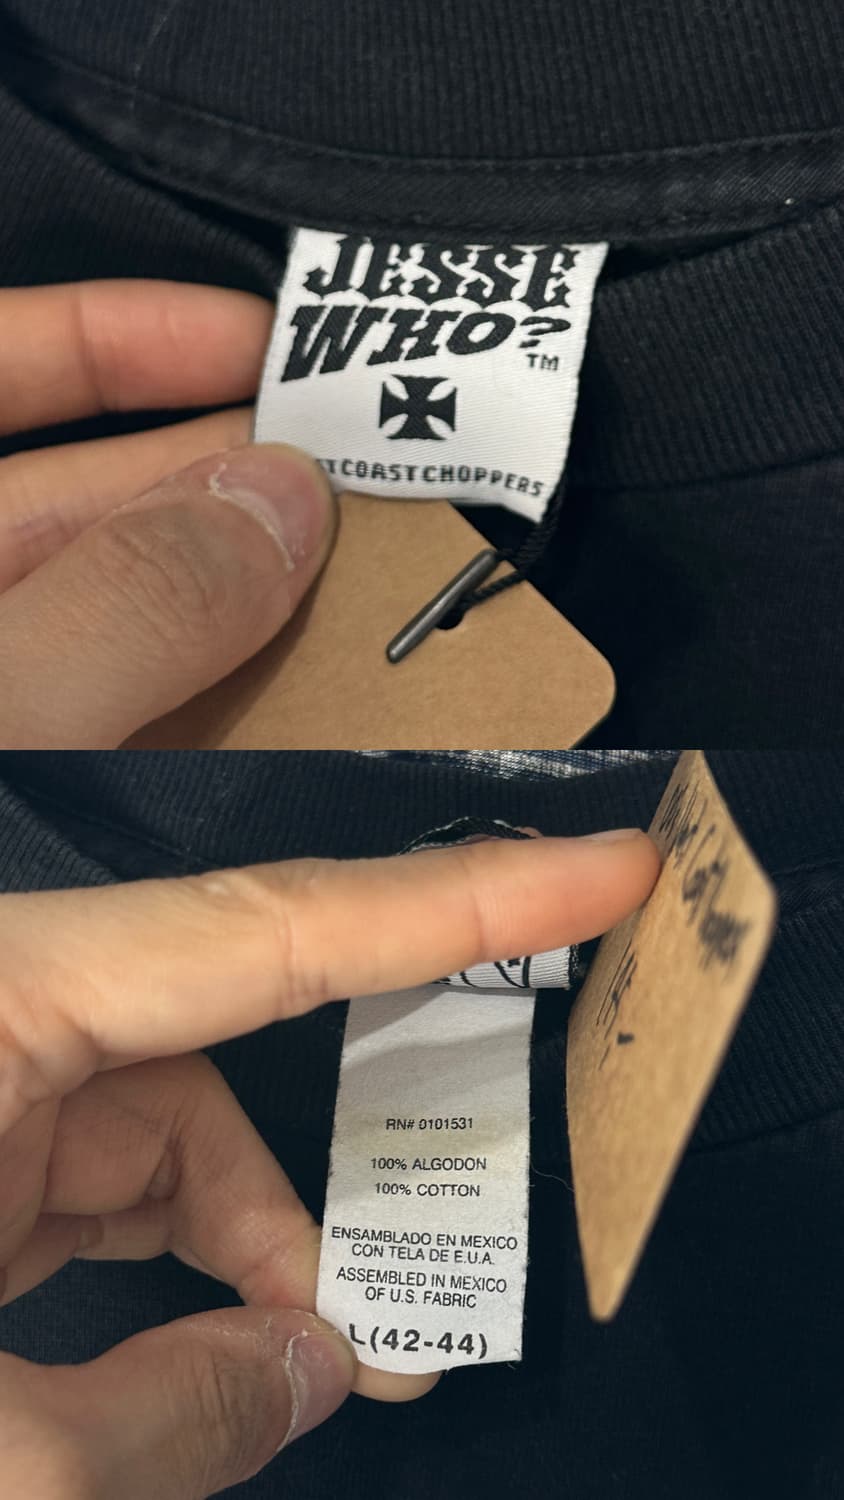 JESSE
WHO?
TM
TCOASTCHOPPERS
RN# 0101531
100% ALGODON
100% COTTON
ENSAMBLADO EN MEXICO
CON TELA DE E.U.A.
ASSEMBLED IN MEXICO
OF U.S. FABRIC
L(42-44)